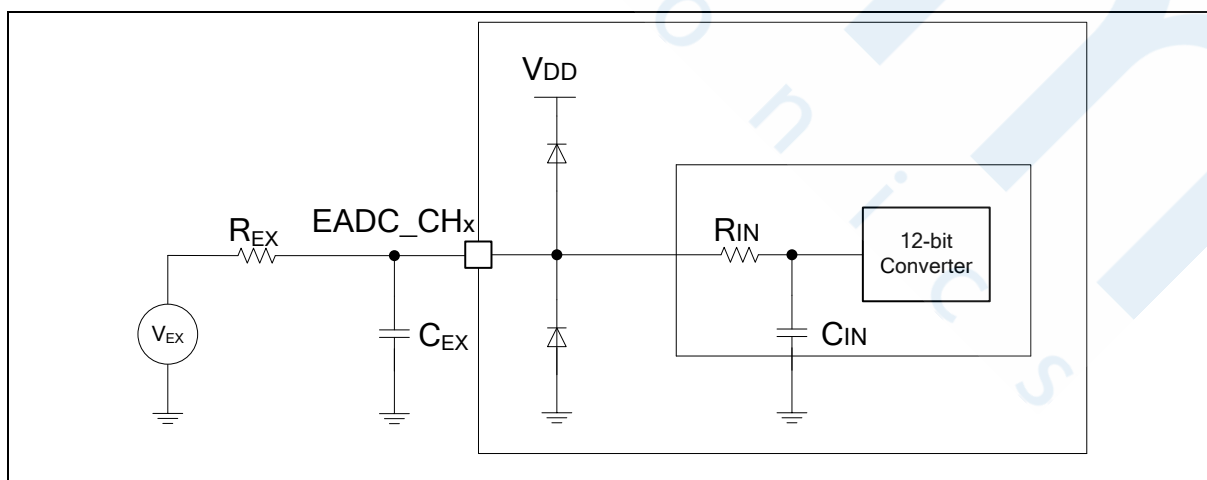 VDD
EADC_CHx
REX
RIN
12-bit
Converter
VEX
CEX
CIN
o
n
i
c
s